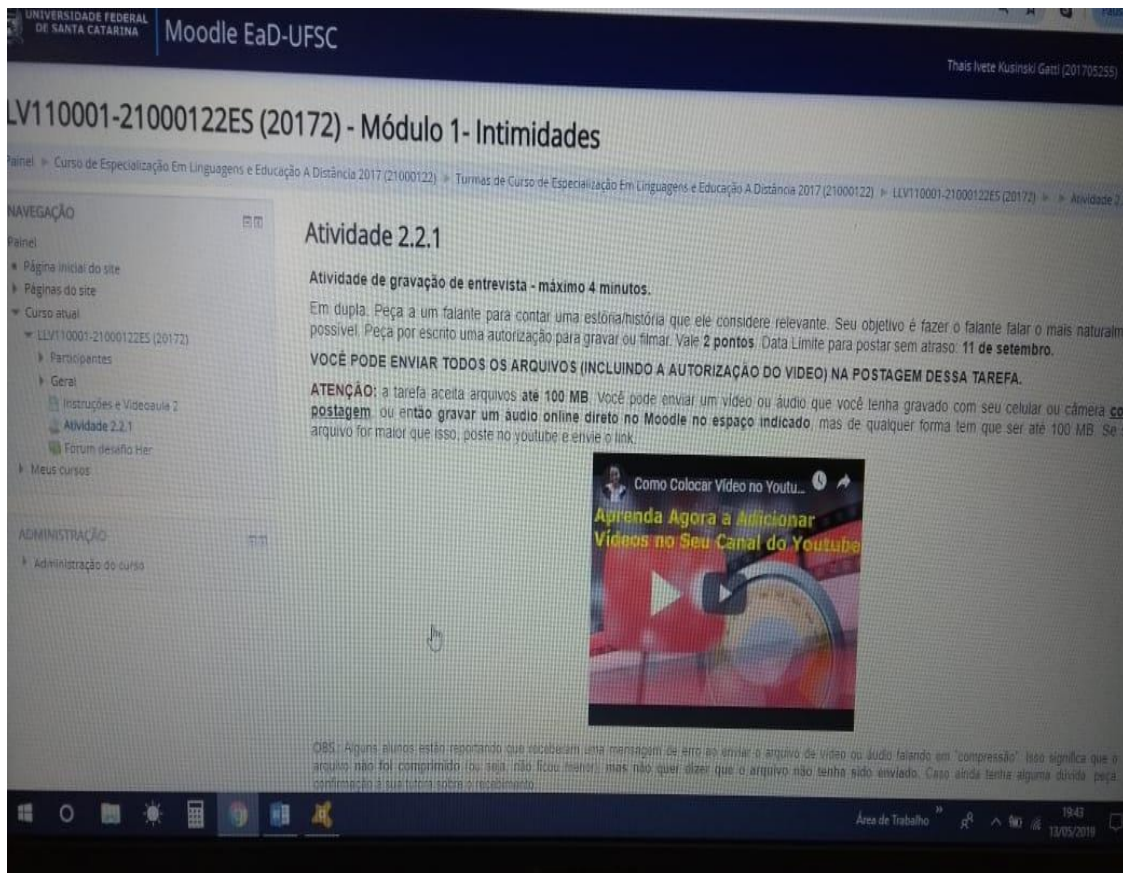 UNIVERSIDADE FEDERAL
DE SANTA CATARINA
Moodle EaD-UFSC
Thais Ivete Kusinski Gatti (201705255)
LV110001-21000122ES (20172) - Módulo 1- Intimidades
Painel
Curso de Especialização Em Linguagens e Educação A Distância 2017 (21000122)
Turmas de Curso de Especialização Em Linguagens e Educação A Distância 2017 (21000122)
LLV110001-21000122ES (20172)
Atividade 2.
NAVEGAÇÃO
Painel
Página inicial do site
Páginas do site
Curso atual
LLV110001-21000122ES (20172)
Participantes
Geral
Instruções e Videoaula 2
Atividade 2.2.1
Forum desafio Her
Meus cursos
ADMINISTRAÇÃO
Administração do curso
Atividade 2.2.1
Atividade de gravação de entrevista - máximo 4 minutos.
Em dupla. Peça a um falante para contar uma estória/história que ele considere relevante. Seu objetivo é fazer o falante falar o mais naturalm
possível. Peça por escrito uma autorização para gravar ou filmar. Vale 2 pontos. Data Limite para postar sem atraso: 11 de setembro.
VOCÊ PODE ENVIAR TODOS OS ARQUIVOS (INCLUINDO A AUTORIZAÇÃO DO VIDEO) NA POSTAGEM DESSA TAREFA.
ATENÇÃO: a tarefa aceita arquivos até 100 MB. Você pode enviar um vídeo ou áudio que você tenha gravado com seu celular ou câmera co
postagem, ou então gravar um áudio online direto no Moodle no espaço indicado, mas de qualquer forma tem que ser até 100 MB. Se
arquivo for maior que isso, poste no youtube e envie o link.
Como Colocar Vídeo no Youtu...
Aprenda Agora a Adicionar
Vídeos no Seu Canal do Youtube
OBS.: Alguns alunos estão reportando que receberam uma mensagem de erro ao enviar o arquivo de vídeo ou áudio falando em "compressão". Isso significa que o
arquivo não foi comprimido (ou seja, não ficou menor), mas não quer dizer que o arquivo não tenha sido enviado. Caso ainda tenha alguma dúvida, peça
confirmação a sua tutora sobre o recebimento.
Área de Trabalho
19:43
13/05/2019